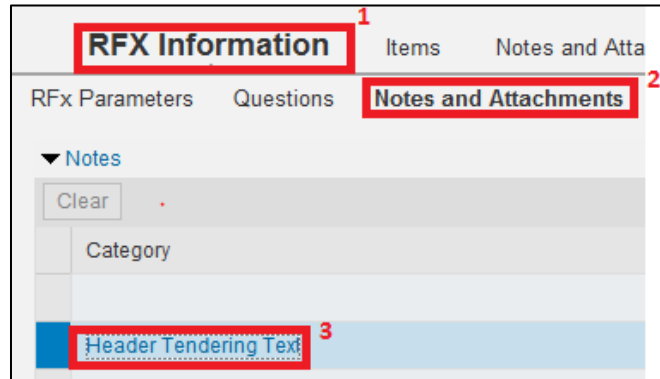 1
RFX Information Items Notes and Atta
2
RFx Parameters Questions Notes and Attachments
Notes
Clear
Category
Header Tendering Text 3